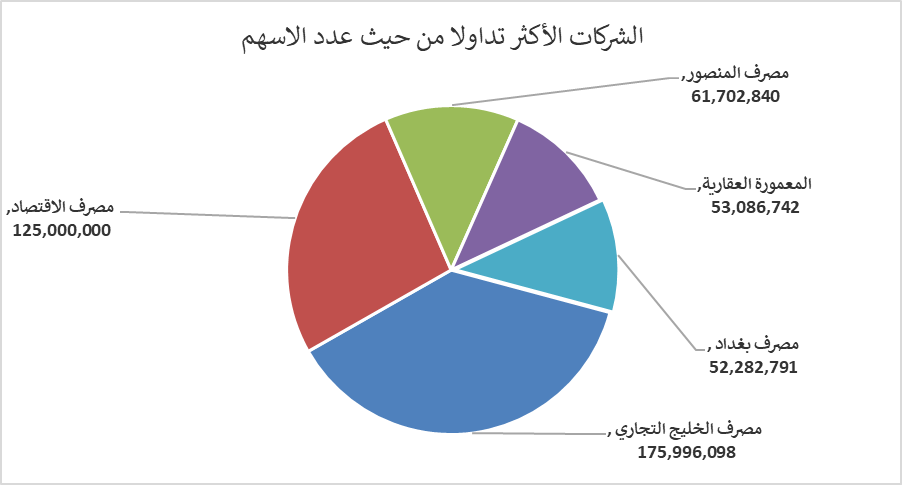 الشركات الأكثر تداولا من حيث عدد الاسهم
مصرف المنصور,
61,702,840
المعمورة العقارية,
53,086,742
مصرف الاقتصاد,
125,000,000
مصرف بغداد ,
52,282,791
مصرف الخليج التجاري ,
175,996,098